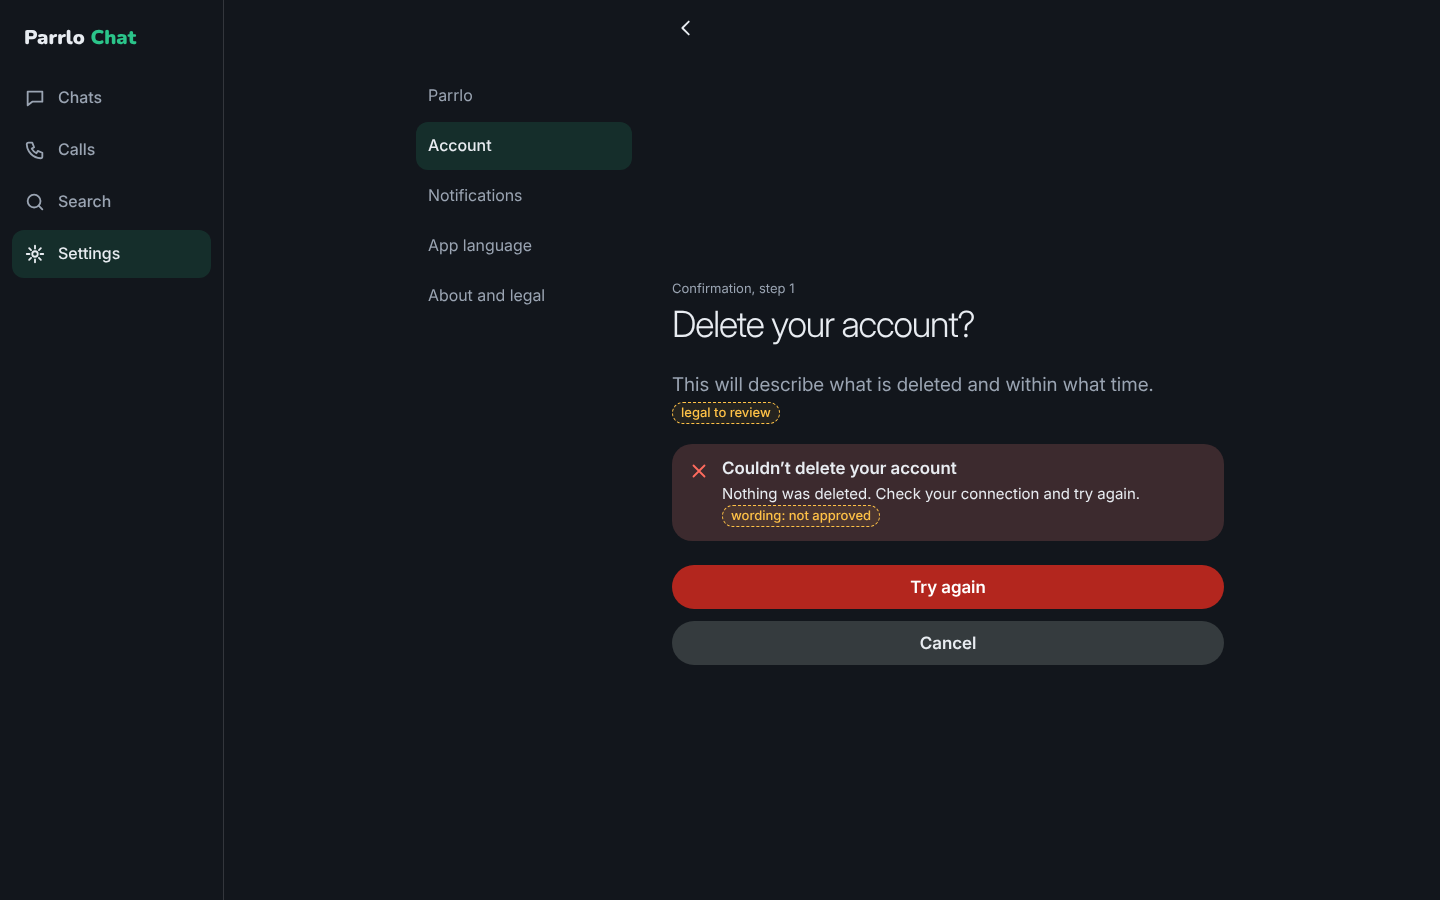 Parrlo Chat
Chats
Calls
Search
Settings
Parrlo
Account
Notifications
App language
About and legal
Confirmation, step 1
Delete your account?
This will describe what is deleted and within what time.
legal to review
Couldn’t delete your account
Nothing was deleted. Check your connection and try again.
wording: not approved
Try again
Cancel